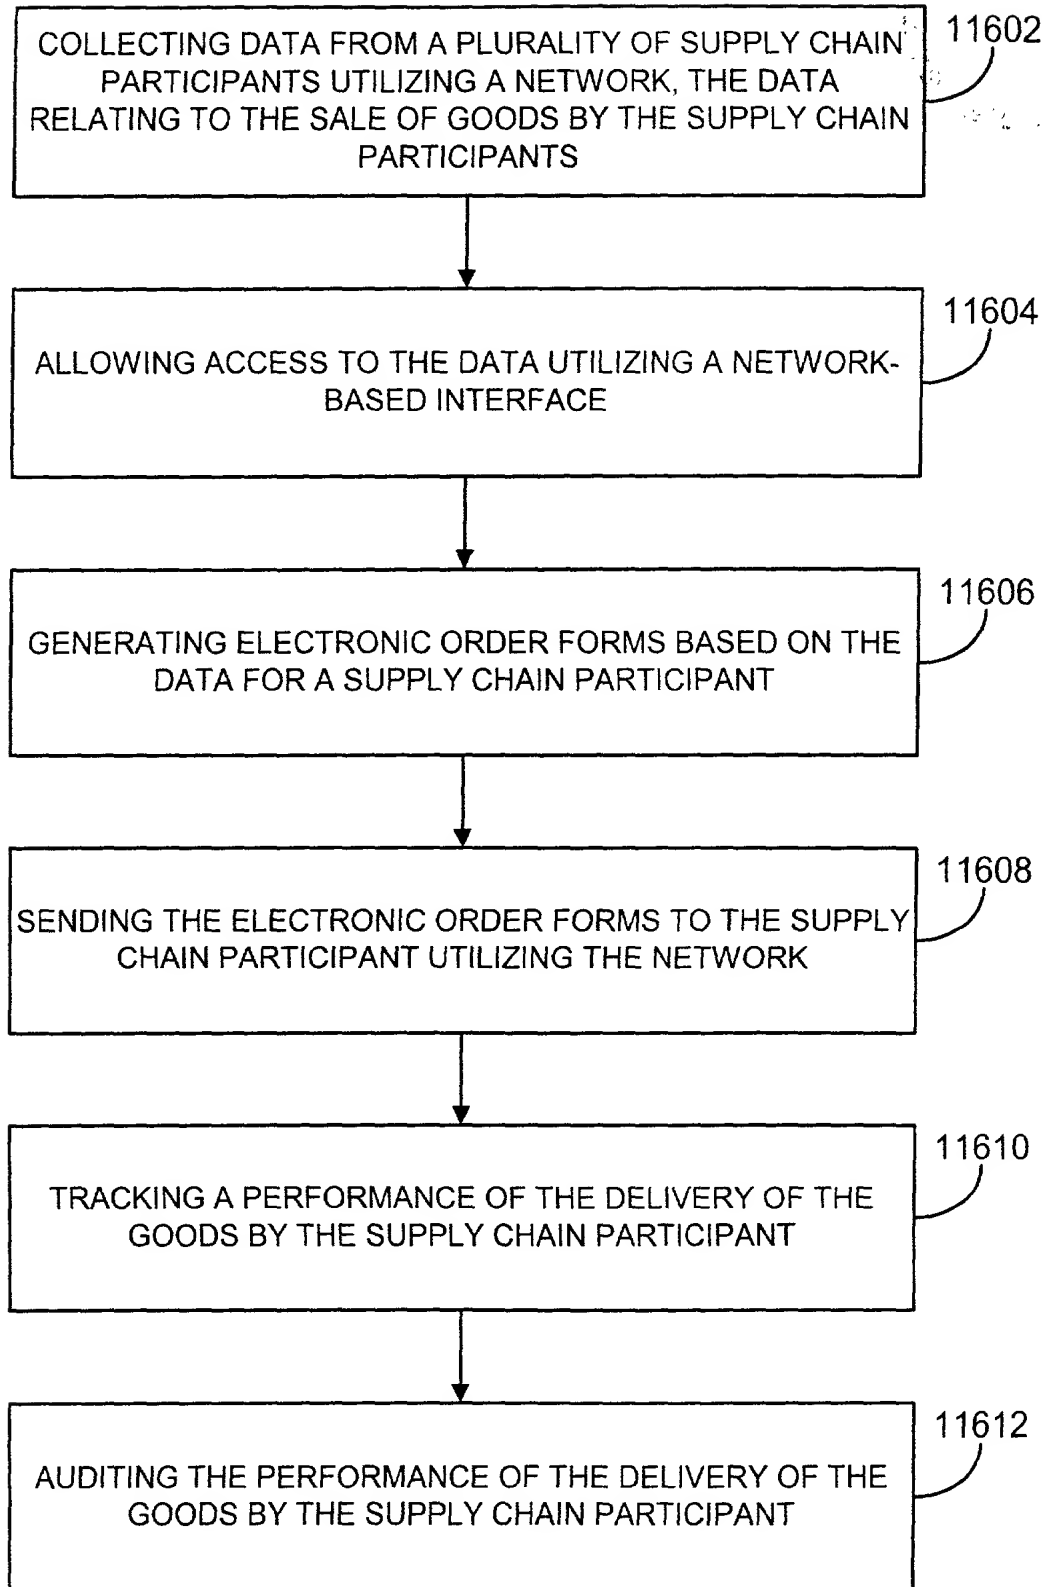 COLLECTING DATA FROM A PLURALITY OF SUPPLY CHAIN
PARTICIPANTS UTILIZING A NETWORK, THE DATA
RELATING TO THE SALE OF GOODS BY THE SUPPLY CHAIN
PARTICIPANTS
11602
ALLOWING ACCESS TO THE DATA UTILIZING A NETWORK-
BASED INTERFACE
11604
GENERATING ELECTRONIC ORDER FORMS BASED ON THE
DATA FOR A SUPPLY CHAIN PARTICIPANT
11606
SENDING THE ELECTRONIC ORDER FORMS TO THE SUPPLY
CHAIN PARTICIPANT UTILIZING THE NETWORK
11608
TRACKING A PERFORMANCE OF THE DELIVERY OF THE
GOODS BY THE SUPPLY CHAIN PARTICIPANT
11610
AUDITING THE PERFORMANCE OF THE DELIVERY OF THE
GOODS BY THE SUPPLY CHAIN PARTICIPANT
11612